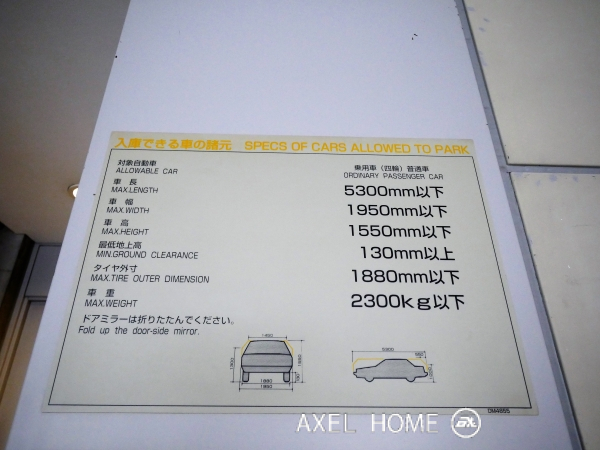 入庫できる車の諸元 SPECS OF CARS ALLOWED TO PARK
対象自動車 乗用車（四輪）普通車
ALLOWABLE CAR ORDINARY PASSENGER CAR
車長 5300mm以下
MAX.LENGTH
車幅 1950mm以下
MAX.WIDTH
車高 1550mm以下
MAX.HEIGHT
最低地上高 130mm以上
MIN.GROUND CLEARANCE
タイヤ外寸 1880mm以下
MAX.TIRE OUTER DIMENSION
車重 2300kg以下
MAX.WEIGHT
ドアミラーは折りたたんでください。
Fold up the door-side mirror.
AXEL HOME